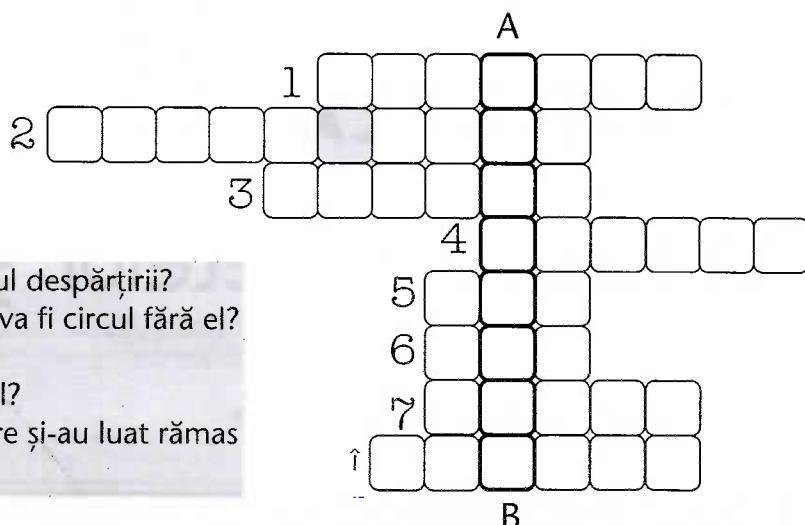 A
1
2
3
4
5
6
7
î
B
ul despărțirii?
va fi circul fără el?
l?
re și-au luat rămas